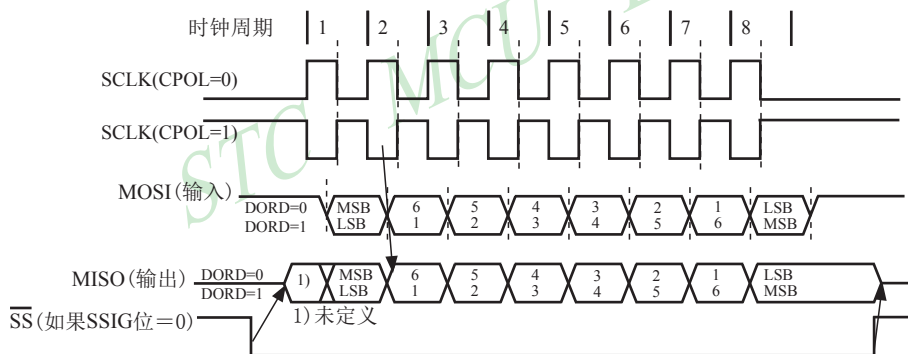 STC MCU
时钟周期 1 2 3 4 5 6 7 8
SCLK(CPOL=0)
SCLK(CPOL=1)
MOSI(输入)
DORD=0 MSB 6 5 4 3 2 1 LSB
DORD=1 LSB 1 2 3 4 5 6 MSB
MISO(输出)
DORD=0 1) MSB 6 5 4 3 2 1 LSB
DORD=1 LSB 1 2 3 4 5 6 MSB
1)未定义
SS(如果SSIG位=0)